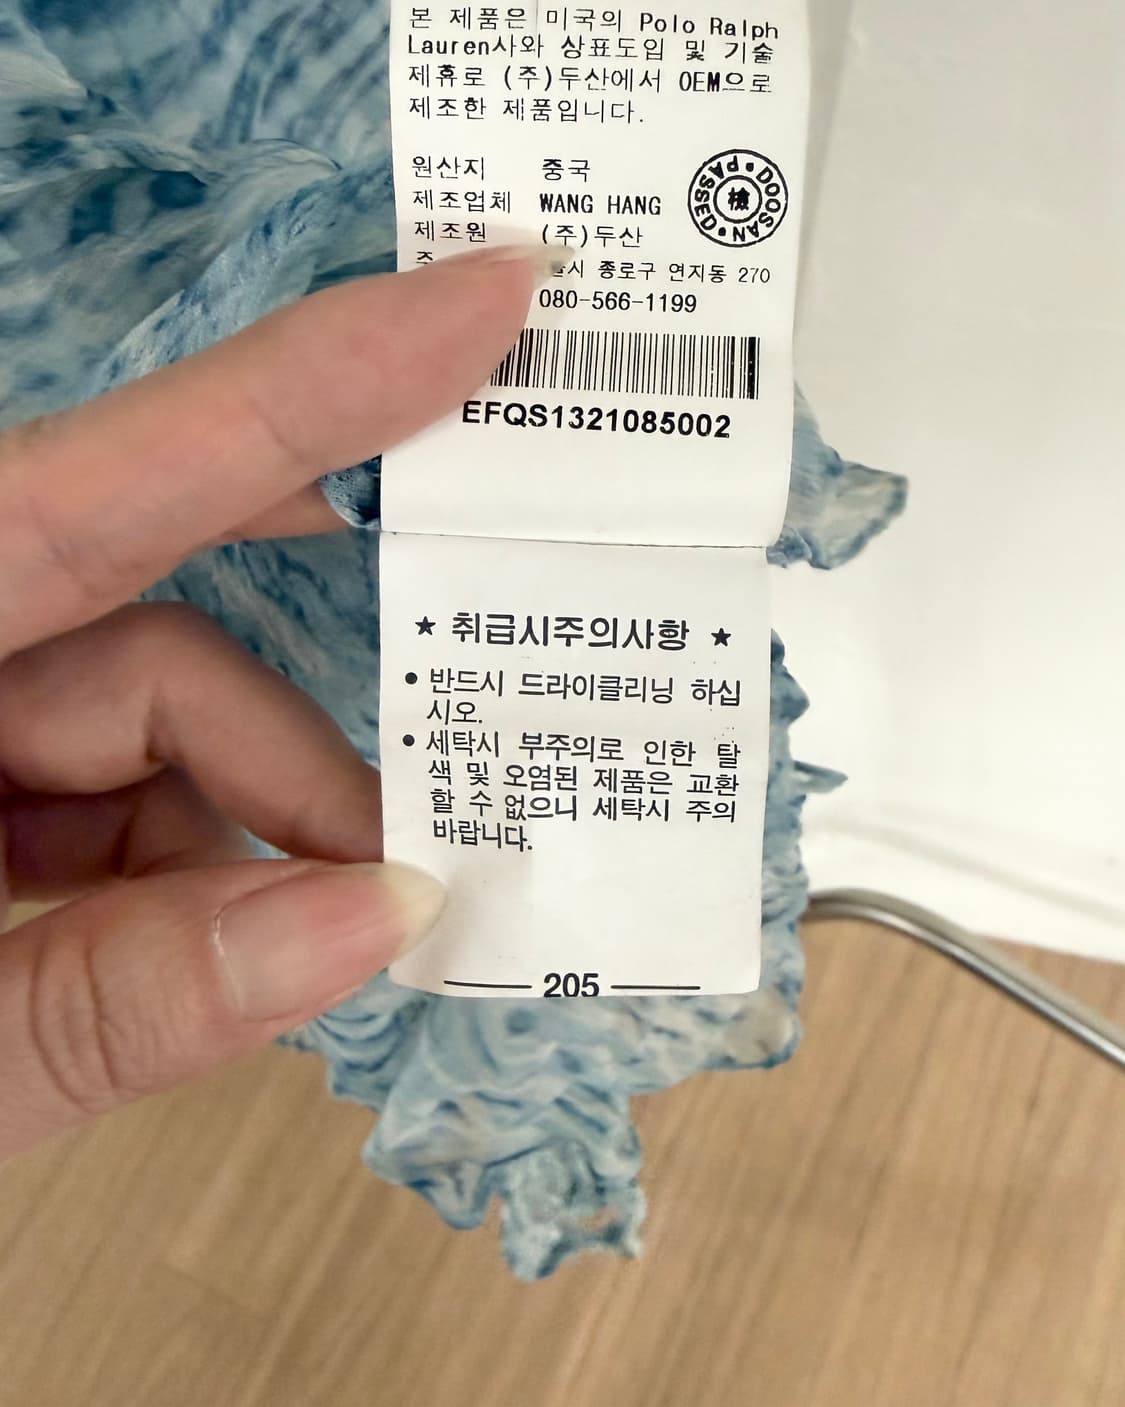 본 제품은 미국의 Polo Ralph
Lauren사와 상표도입 및 기술
제휴로 (주)두산에서 OEM으로
제조한 제품입니다.
원산지 중국
제조업체 WANG HANG
제조원 (주)두산
시 종로구 연지동 270
080-566-1199
DOOSAN • PASSED • PAQ •
檢
EFQS1321085002
★ 취급시주의사항 ★
• 반드시 드라이클리닝 하십
시오.
• 세탁시 부주의로 인한 탈
색 및 오염된 제품은 교환
할 수 없으니 세탁시 주의
바랍니다.
205